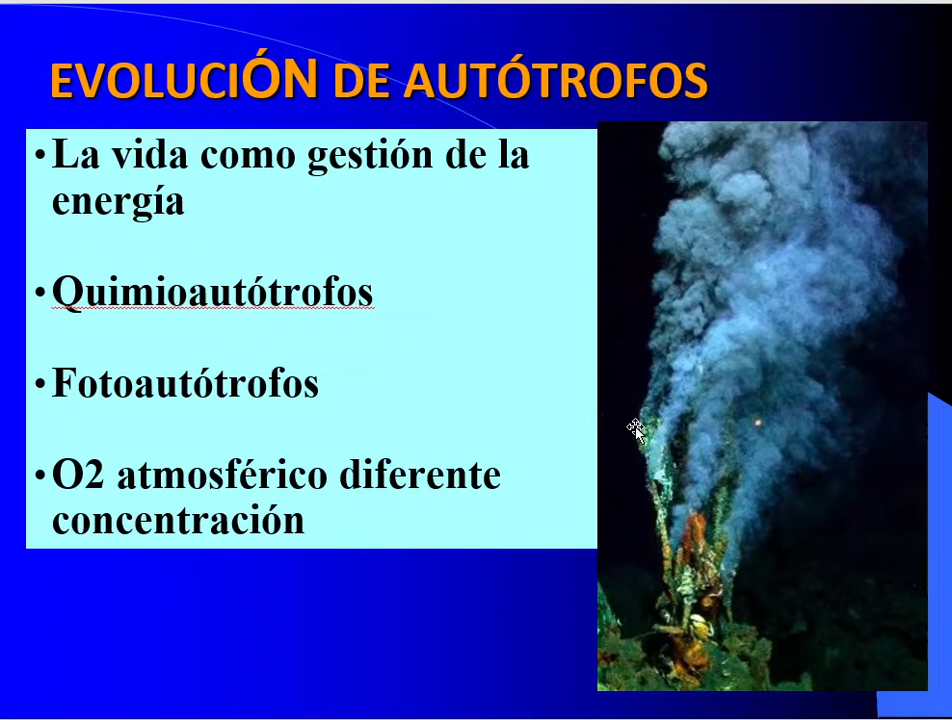 EVOLUCIÓN DE AUTÓTROFOS
•La vida como gestión de la
energía
•Quimioautótrofos
•Fotoautótrofos
•O2 atmosférico diferente
concentración